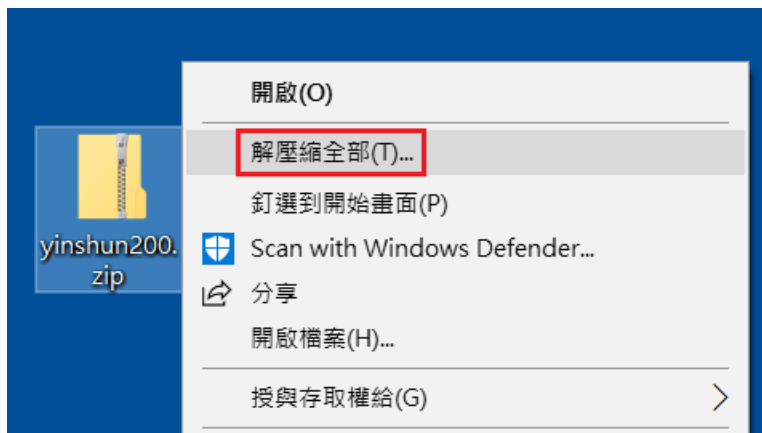 開啟(O)
解壓縮全部(T)...
釘選到開始畫面(P)
yinshun200.
zip
Scan with Windows Defender...
分享
開啟檔案(H)...
授與存取權給(G)